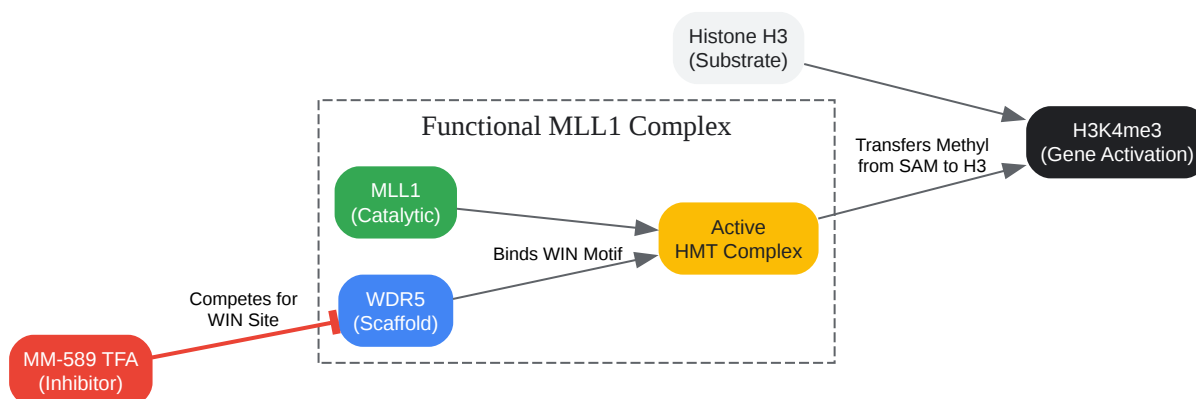 Histone H3
(Substrate)
Functional MLL1 Complex
H3K4me3
(Gene Activation)
Transfers Methyl
from SAM to H3
MLL1
(Catalytic)
Active
HMT Complex
Binds WIN Motif
WDR5
(Scaffold)
Competes for
WIN Site
MM-589 TFA
(Inhibitor)